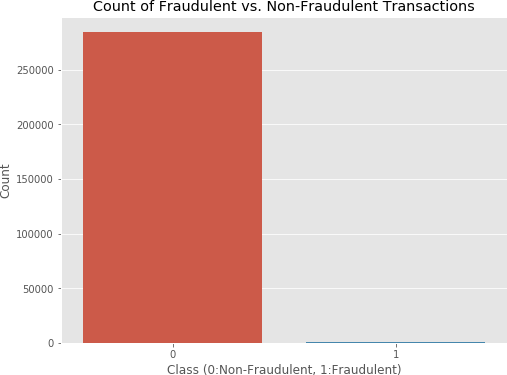 Count of Fraudulent vs. Non-Fraudulent Transactions
250000
200000
150000
100000
50000
0
Count
0
1
Class (0:Non-Fraudulent, 1:Fraudulent)